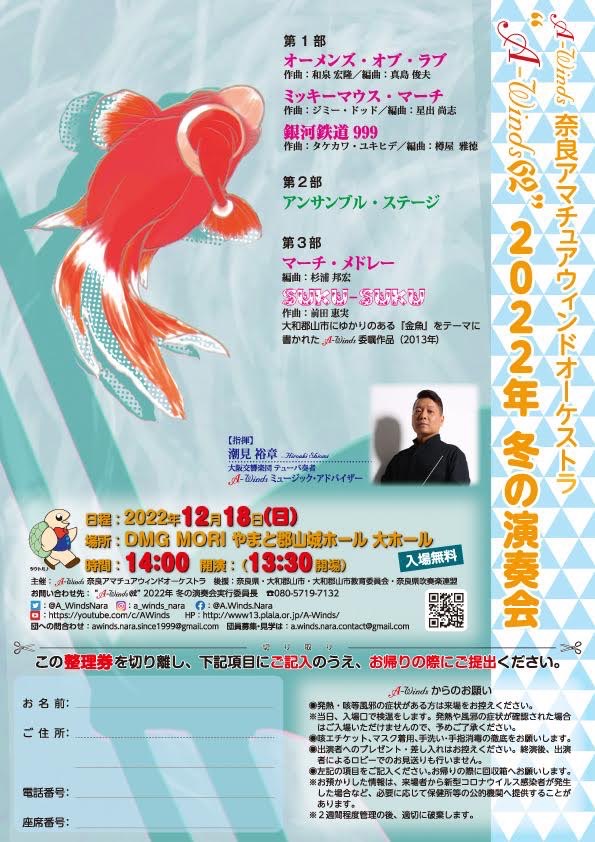 A-Winds 奈良アマチュアウィンドオーケストラ
“A-Winds 02” 2022年 冬の演奏会
第1部
オーメンズ・オブ・ラブ
作曲：和泉 宏隆／編曲：真島 俊夫
ミッキーマウス・マーチ
作曲：ジミー・ドッド／編曲：星出 尚志
銀河鉄道 999
作曲：タケカワ・ユキヒデ／編曲：樽屋 雅徳
第2部
アンサンブル・ステージ
第3部
マーチ・メドレー
編曲：杉浦 邦宏
SUKU-SUKU
作曲：前田 恵実
大和郡山市にゆかりのある『金魚』をテーマに
書かれた A-Winds 委嘱作品（2013年）
【指揮】
潮見 裕章 Hiroaki Shiomi
大阪交響楽団 テューバ奏者
A-Winds ミュージック・アドバイザー
日程：2022年12月18日(日)
場所：DMG MORI やまと郡山城ホール 大ホール
時間：14:00 開演：（13:30開場）
入場無料
主催：A-Winds 奈良アマチュアウィンドオーケストラ 後援：奈良県・大和郡山市・大和郡山市教育委員会・奈良県吹奏楽連盟
お問い合わせ先：“A-Winds 02” 2022年 冬の演奏会実行委員長 ☎080-5719-7132
：@A_WindsNara ：a_winds_nara ：@A.Winds.Nara
：https://youtube.com/c/AWinds HP：http://www13.plala.or.jp/A-Winds/
団への問合わせ：awinds.nara.since1999@gmail.com 団員募集・見学は：a.winds.nara.contact@gmail.com
切り取り
この整理券を切り離し、下記項目にご記入のうえ、お帰りの際にご提出ください。
お名前：
ご住所：
電話番号：
座席番号：
A-Winds からのお願い
◉発熱・咳等風邪の症状がある方は来場をお控えください。
※当日、入場口で検温をします。発熱や風邪の症状が確認された場合
はご入場いただけませんので、予めご了承ください。
◉咳エチケット、マスク着用、手洗い・手指消毒の徹底をお願いします。
◉出演者へのプレゼント・差し入れはお控えください。終演後、出演
者によるロビーでのお見送りも行いません。
◉左記の項目をご記入ください。お帰りの際に回収箱へお願いします。
※お預かりした情報は、来場者から新型コロナウイルス感染者が発生
した場合など、必要に応じて保健所等の公的機関へ提供することが
あります。
※２週間程度管理の後、適切に破棄します。